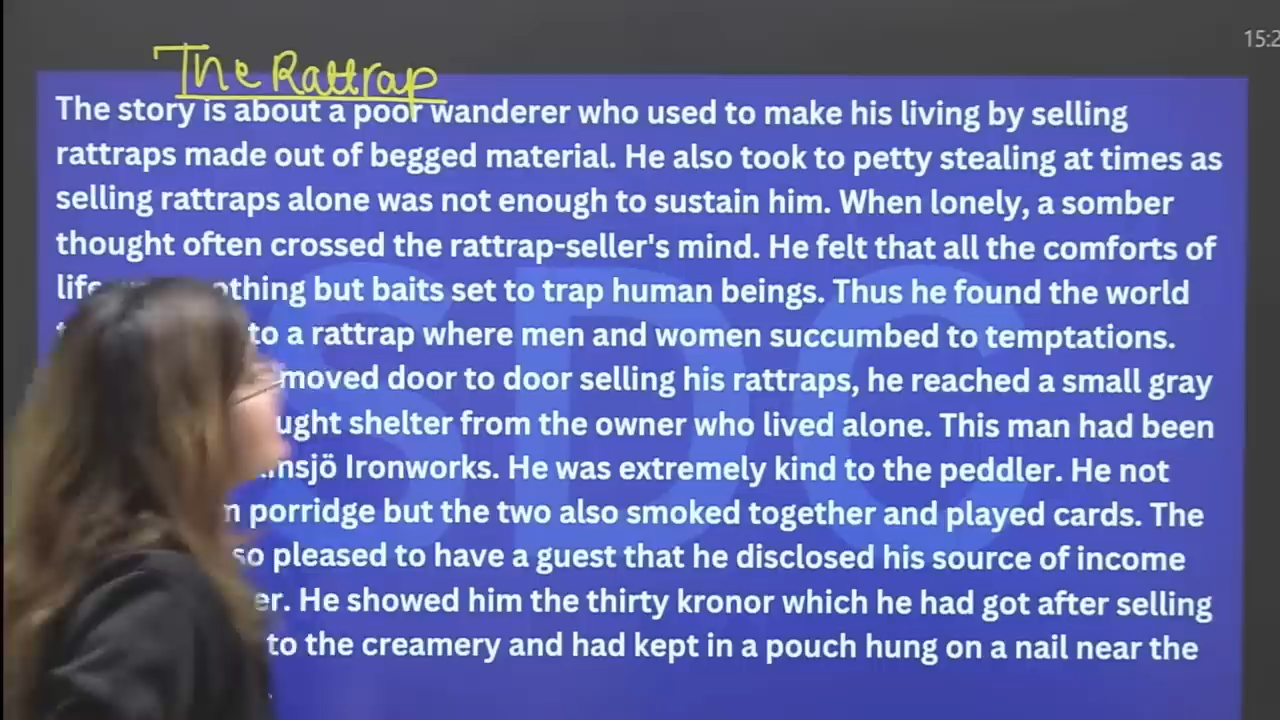 15:2
The Rattrap
The story is about a poor wanderer who used to make his living by selling
rattraps made out of begged material. He also took to petty stealing at times as
selling rattraps alone was not enough to sustain him. When lonely, a somber
thought often crossed the rattrap-seller's mind. He felt that all the comforts of
life but baits set to trap human beings. Thus he found the world
to a rattrap where men and women succumbed to temptations.
moved door to door selling his rattraps, he reached a small gray
shelter from the owner who lived alone. This man had been
Ironworks. He was extremely kind to the peddler. He not
porridge but the two also smoked together and played cards. The
so pleased to have a guest that he disclosed his source of income
He showed him the thirty kronor which he had got after selling
to the creamery and had kept in a pouch hung on a nail near the
SDC